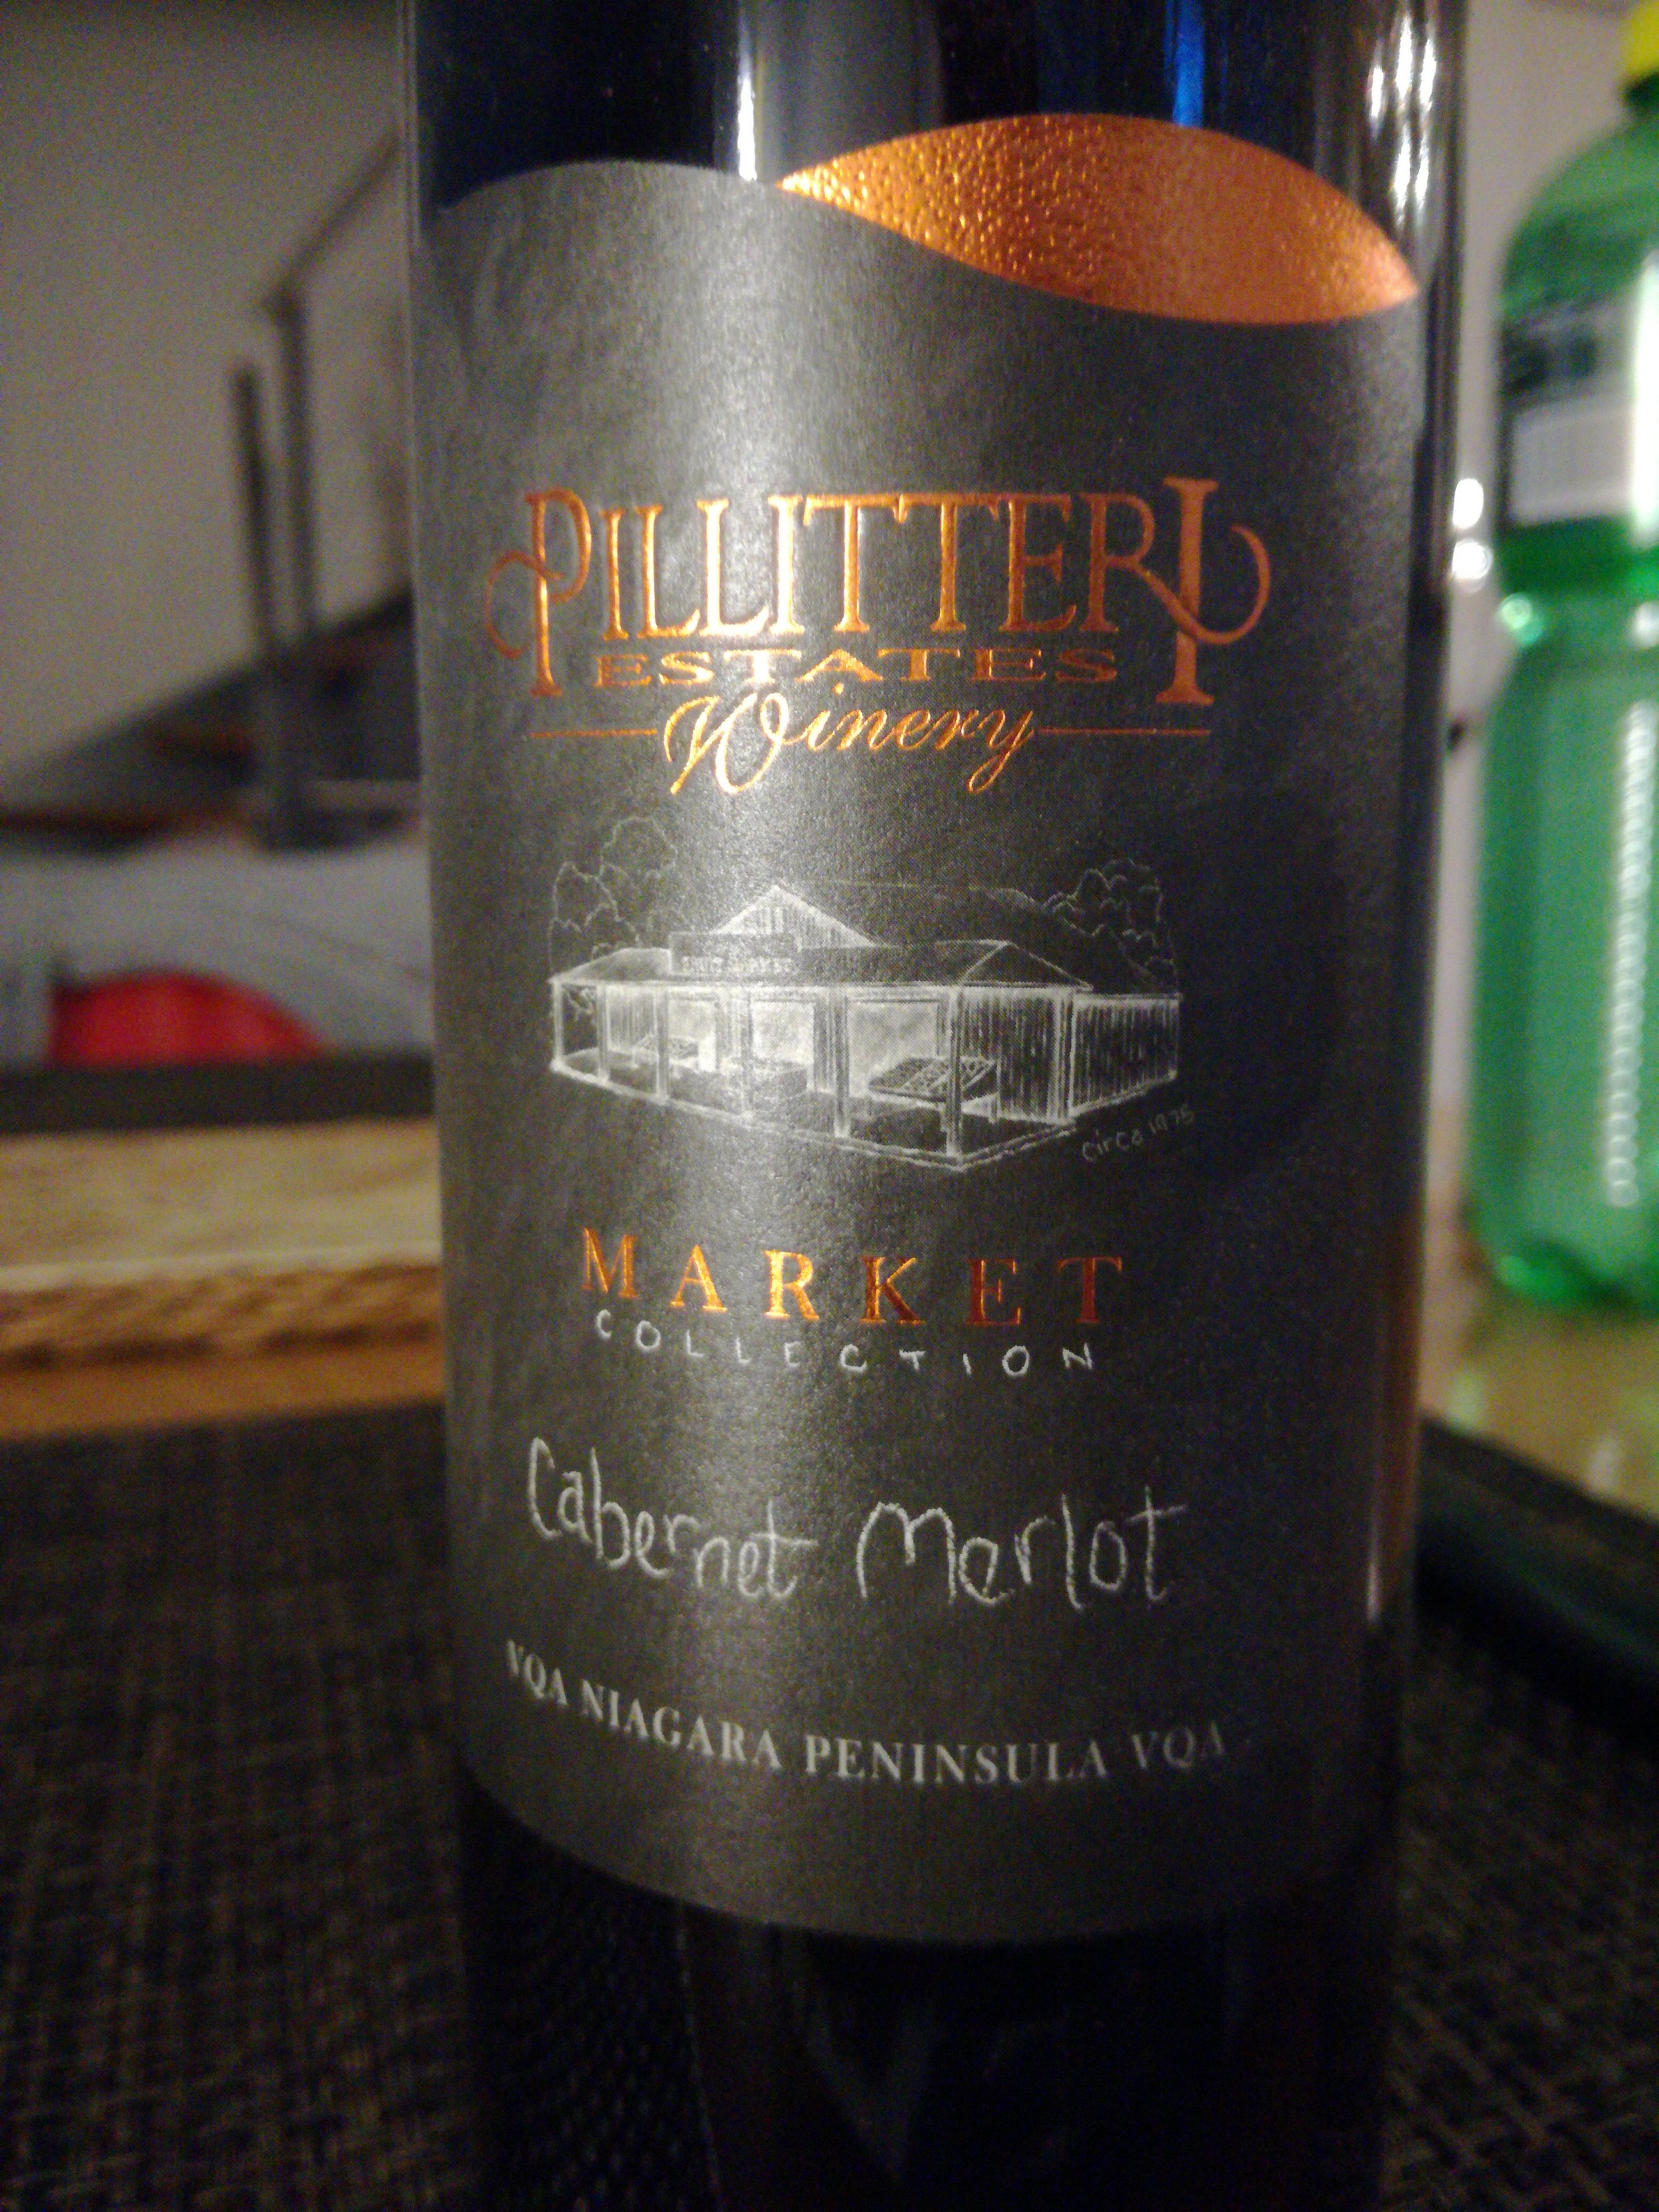 PILLITTERI
ESTATES
Winery
circa 1975
MARKET
COLLECTION
Cabernet Merlot
VQA NIAGARA PENINSULA VQA